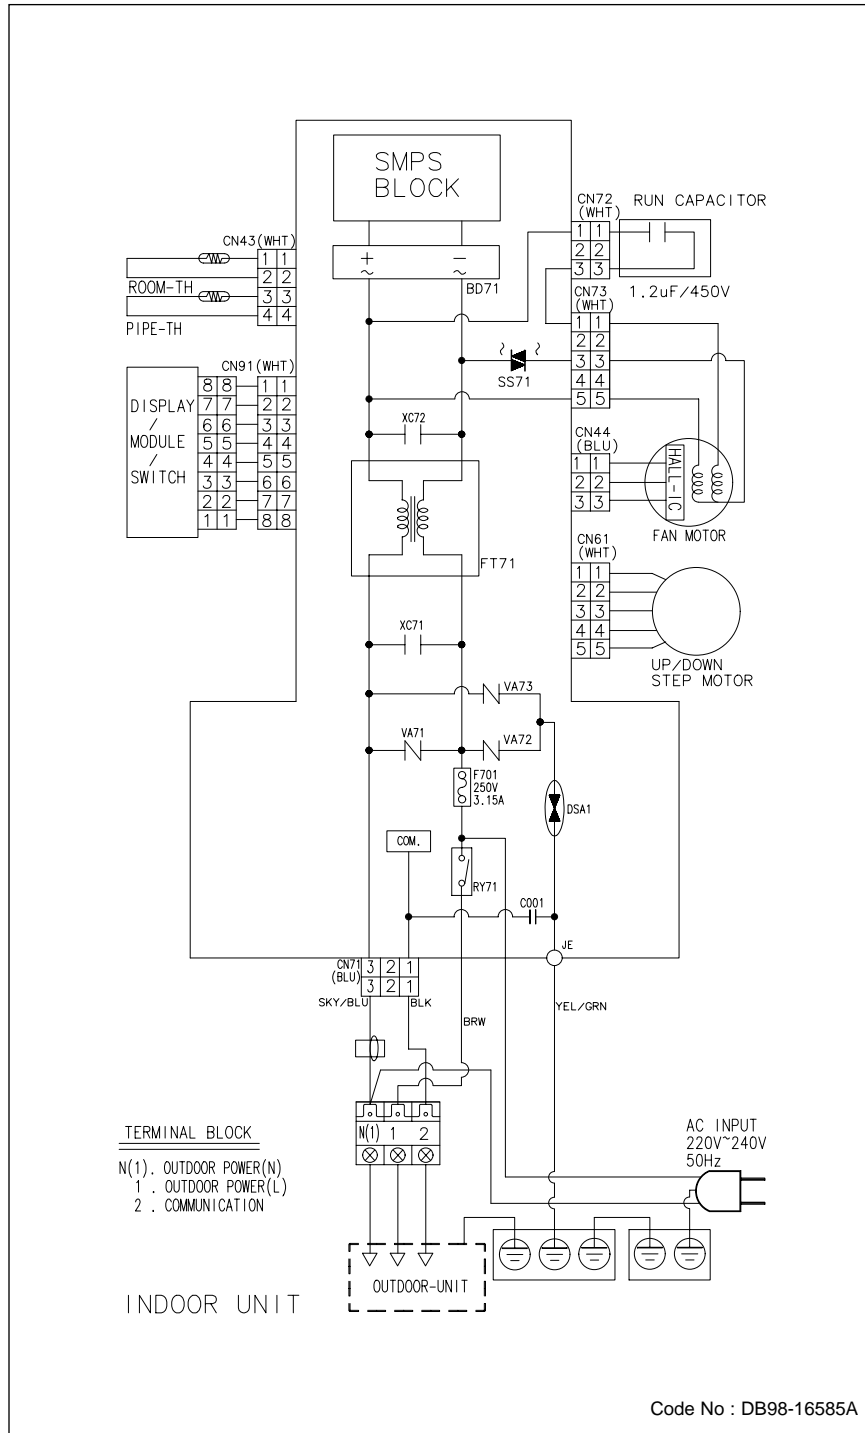 SMPS
BLOCK
+ −
~ ~
BD71
CN72
(WHT)
RUN CAPACITOR
1 1
2 2
3 3
1.2uF/450V
CN43(WHT)
1 1
2 2
3 3
4 4
ROOM-TH
PIPE-TH
CN73
(WHT)
1 1
2 2
3 3
4 4
5 5
~ ~
SS71
CN91(WHT)
DISPLAY
/
MODULE
/
SWITCH
8 8 1 1
7 7 2 2
6 6 3 3
5 5 4 4
4 4 5 5
3 3 6 6
2 2 7 7
1 1 8 8
XC72
CN44
(BLU)
1 1
2 2
3 3
HALL-IC
FAN MOTOR
FT71
CN61
(WHT)
1 1
2 2
3 3
4 4
5 5
UP/DOWN
STEP MOTOR
XC71
VA73
VA71
VA72
F701
250V
3.15A
DSA1
COM.
RY71
C001
JE
CN71
(BLU)
3 2 1
3 2 1
SKY/BLU
BLK
BRW
YEL/GRN
N(1) 1 2
TERMINAL BLOCK
N(1). OUTDOOR POWER(N)
1 . OUTDOOR POWER(L)
2 . COMMUNICATION
AC INPUT
220V~240V
50Hz
OUTDOOR-UNIT
INDOOR UNIT
Code No : DB98-16585A